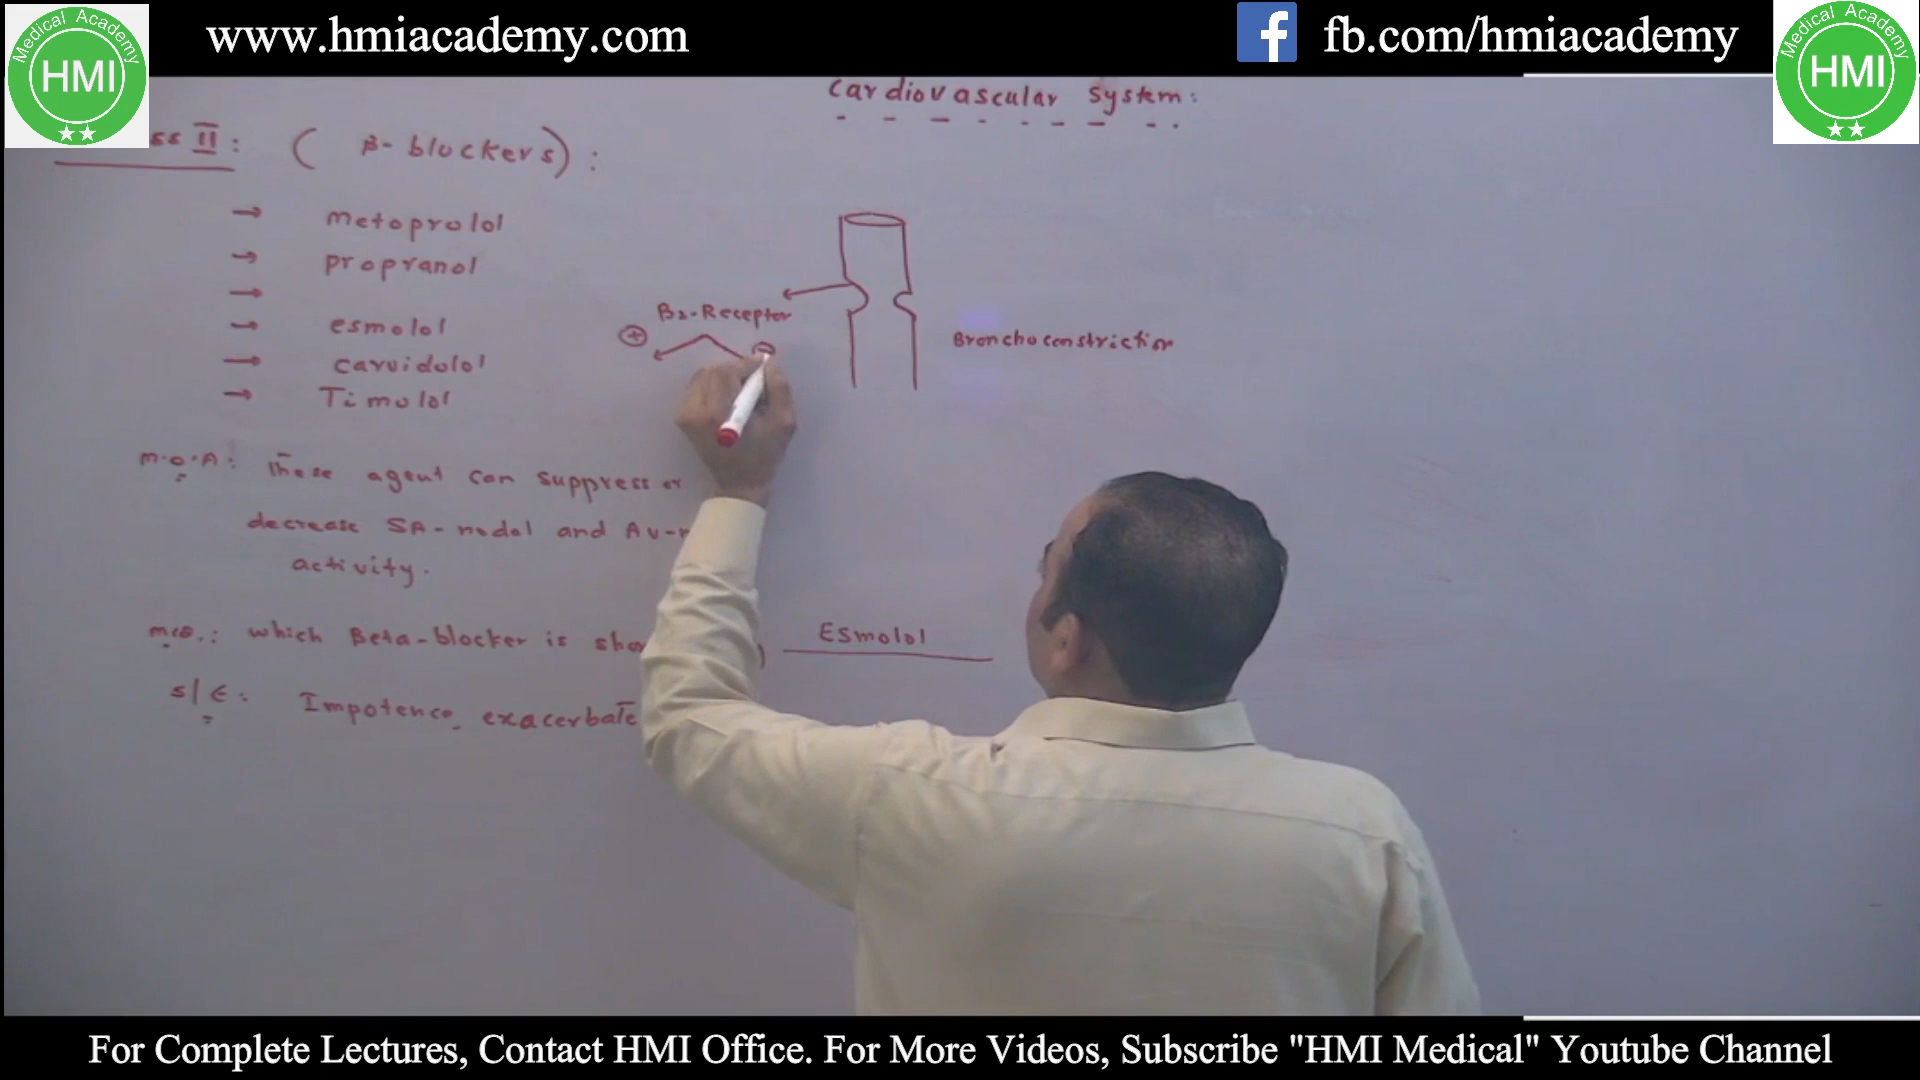 www.hmiacademy.com
fb.com/hmiacademy
Medical Academy
HMI
Medical Academy
HMI
Cardiovascular System:
ss II : ( β-blockers) :
→ metoprolol
→ propranol
→
→ esmolol
→ carvidolol
→ Timolol
B2-Receptor
+
Bronchoconstriction
M.O.A: These agent can suppress or
decrease SA-nodal and AV-
activity.
mcq.: which Beta-blocker is
Esmolol
S/E: Impotence, exacerbate
For Complete Lectures, Contact HMI Office. For More Videos, Subscribe "HMI Medical" Youtube Channel